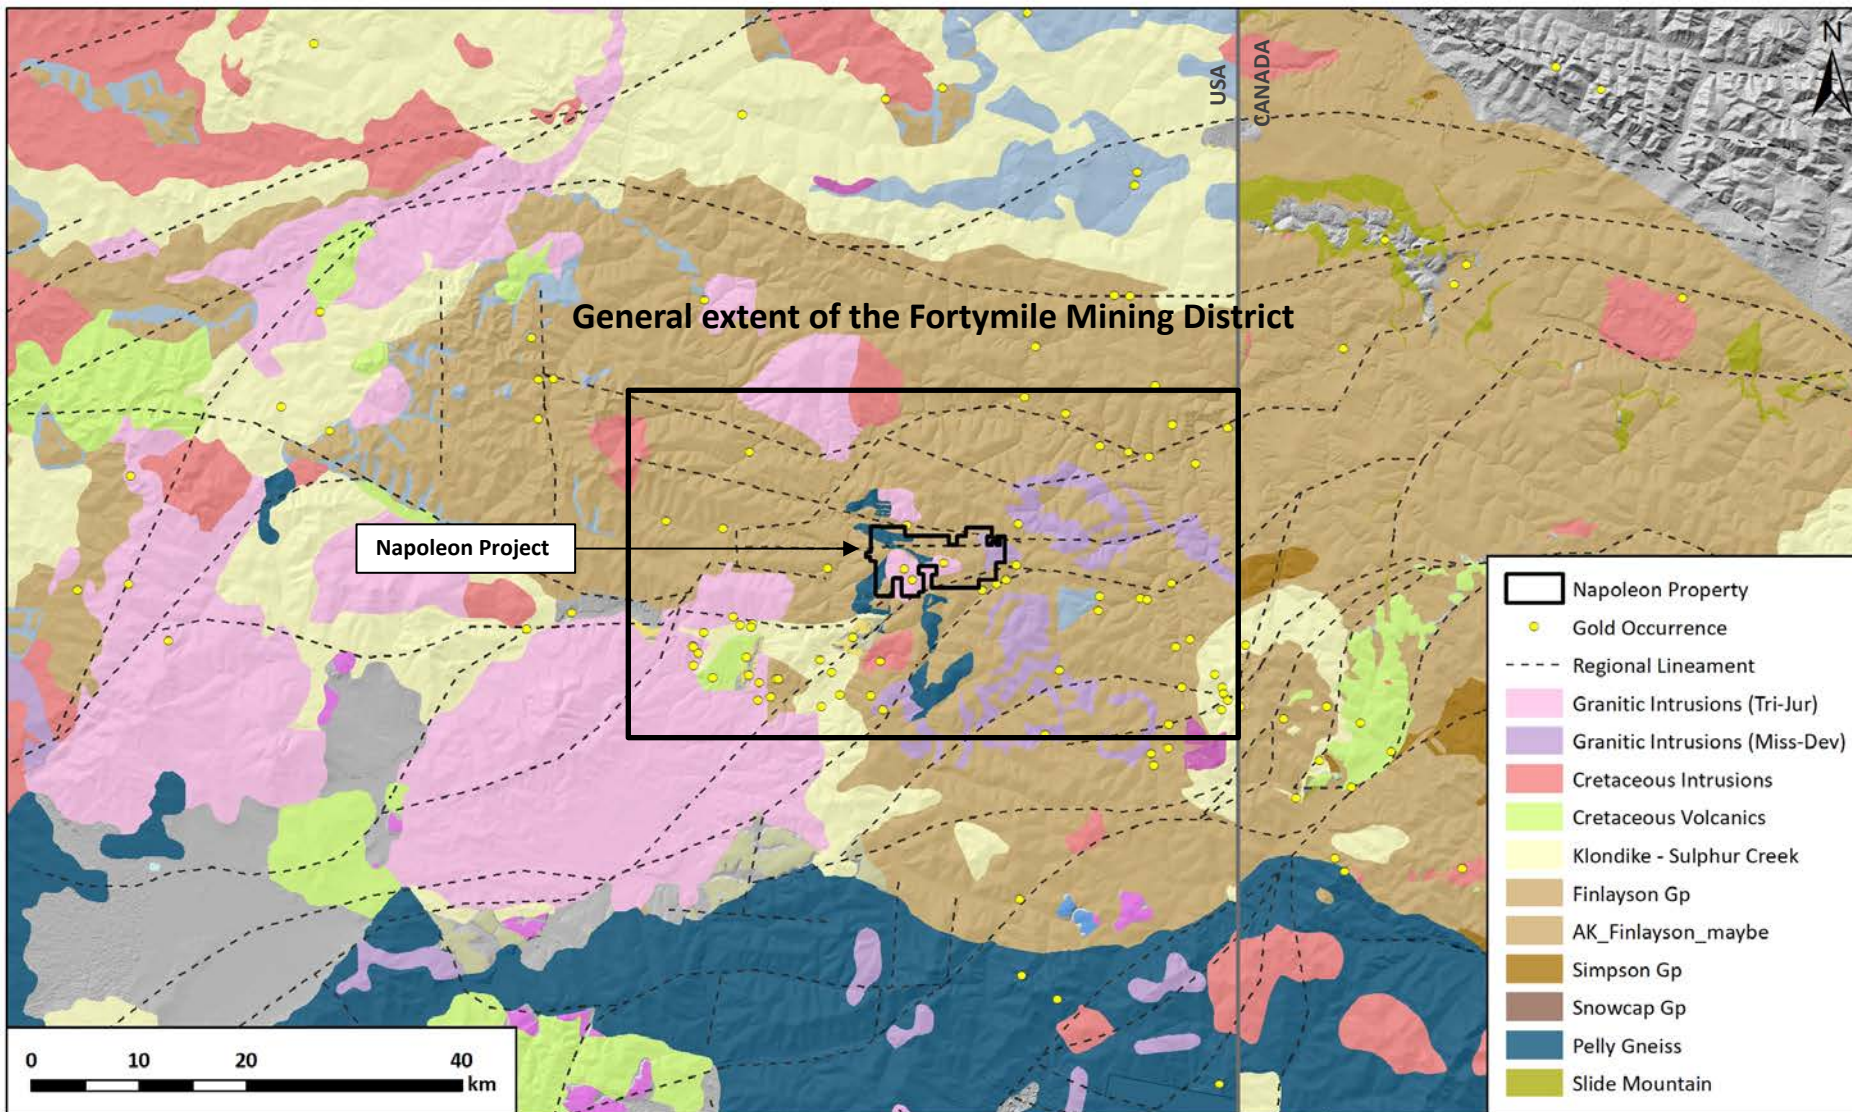 N
USA
CANADA
General extent of the Fortymile Mining District
Napoleon Project
Napoleon Property
Gold Occurrence
Regional Lineament
Granitic Intrusions (Tri-Jur)
Granitic Intrusions (Miss-Dev)
Cretaceous Intrusions
Cretaceous Volcanics
Klondike - Sulphur Creek
Finlayson Gp
AK_Finlayson_maybe
Simpson Gp
Snowcap Gp
Pelly Gneiss
Slide Mountain
0 10 20 40
km